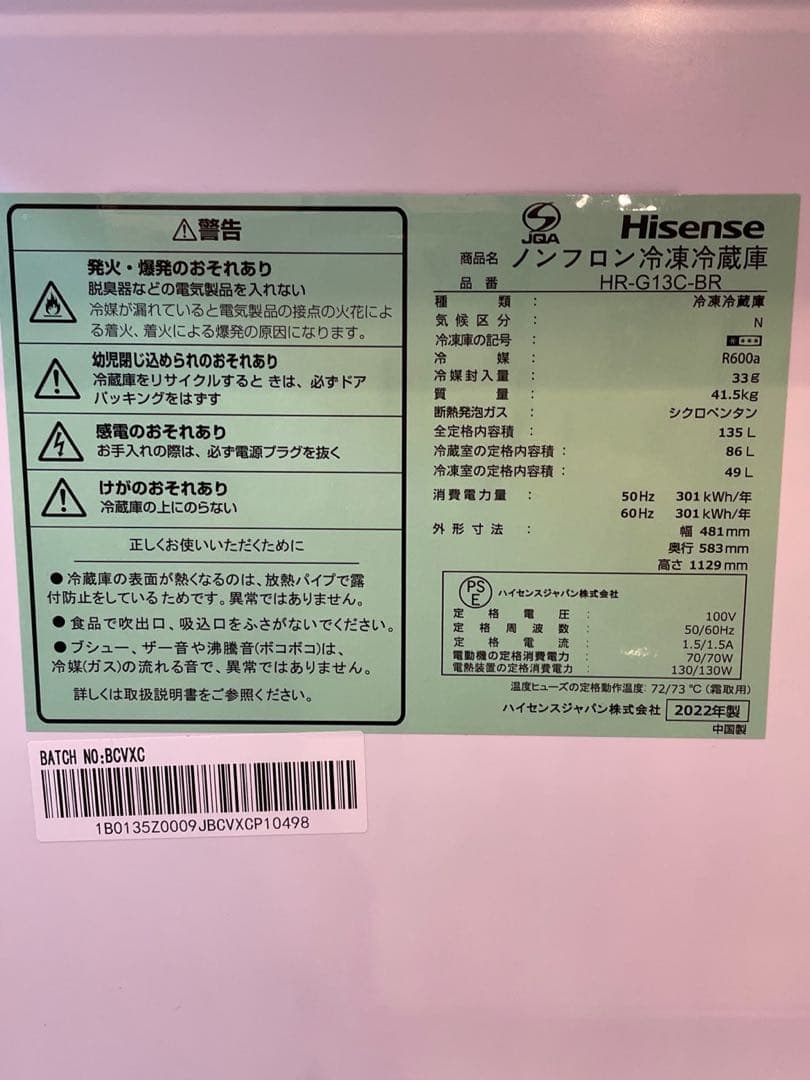 ⚠警告
発火・爆発のおそれあり
脱臭器などの電気製品を入れない
冷媒が漏れていると電気製品の接点の火花によ
る着火、着火による爆発の原因になります。
幼児閉じ込められのおそれあり
冷蔵庫をリサイクルするとき は、必ずドア
パッキングをはずす
感電のおそれあり
お手入れの際は、必ず電源プラグを抜く
けがのおそれあり
冷蔵庫の上にのらない
正しくお使いいただくために
●冷蔵庫の表面が熱くなるのは、放熱パイプで露
付防止をしているためです。異常ではありません。
●食品で吹出口、吸込口をふさがないでください。
●ブシュー、ザー音や沸騰音(ボコボコ)は、
冷媒(ガス)の流れる音で、異常ではありません。
詳しくは取扱説明書をご参照ください。
JQA
Hisense
商品名 ノンフロン冷凍冷蔵庫
品番 HR-G13C-BR
種類 : 冷凍冷蔵庫
気候区分 : N
冷凍庫の記号 : ****
冷媒 : R600a
冷媒封入量 : 33g
質量 : 41.5kg
断熱発泡ガス : シクロペンタン
全定格内容積 : 135 L
冷蔵室の定格内容積 : 86 L
冷凍室の定格内容積 : 49 L
消費電力量 : 50Hz 301 kWh/年
60Hz 301 kWh/年
外形寸法 : 幅 481mm
奥行 583mm
高さ 1129 mm
PS
E
ハイセンスジャパン株式会社
定格電圧 : 100V
定格周波数 : 50/60Hz
定格電流 : 1.5/1.5A
電動機の定格消費電力 : 70/70W
電熱装置の定格消費電力 : 130/130W
温度ヒューズの定格動作温度: 72/73 ℃ (霜取用)
ハイセンスジャパン株式会社 2022年製
中国製
BATCH NO:BCVXC
1B0135Z0009JBCVXCP10498